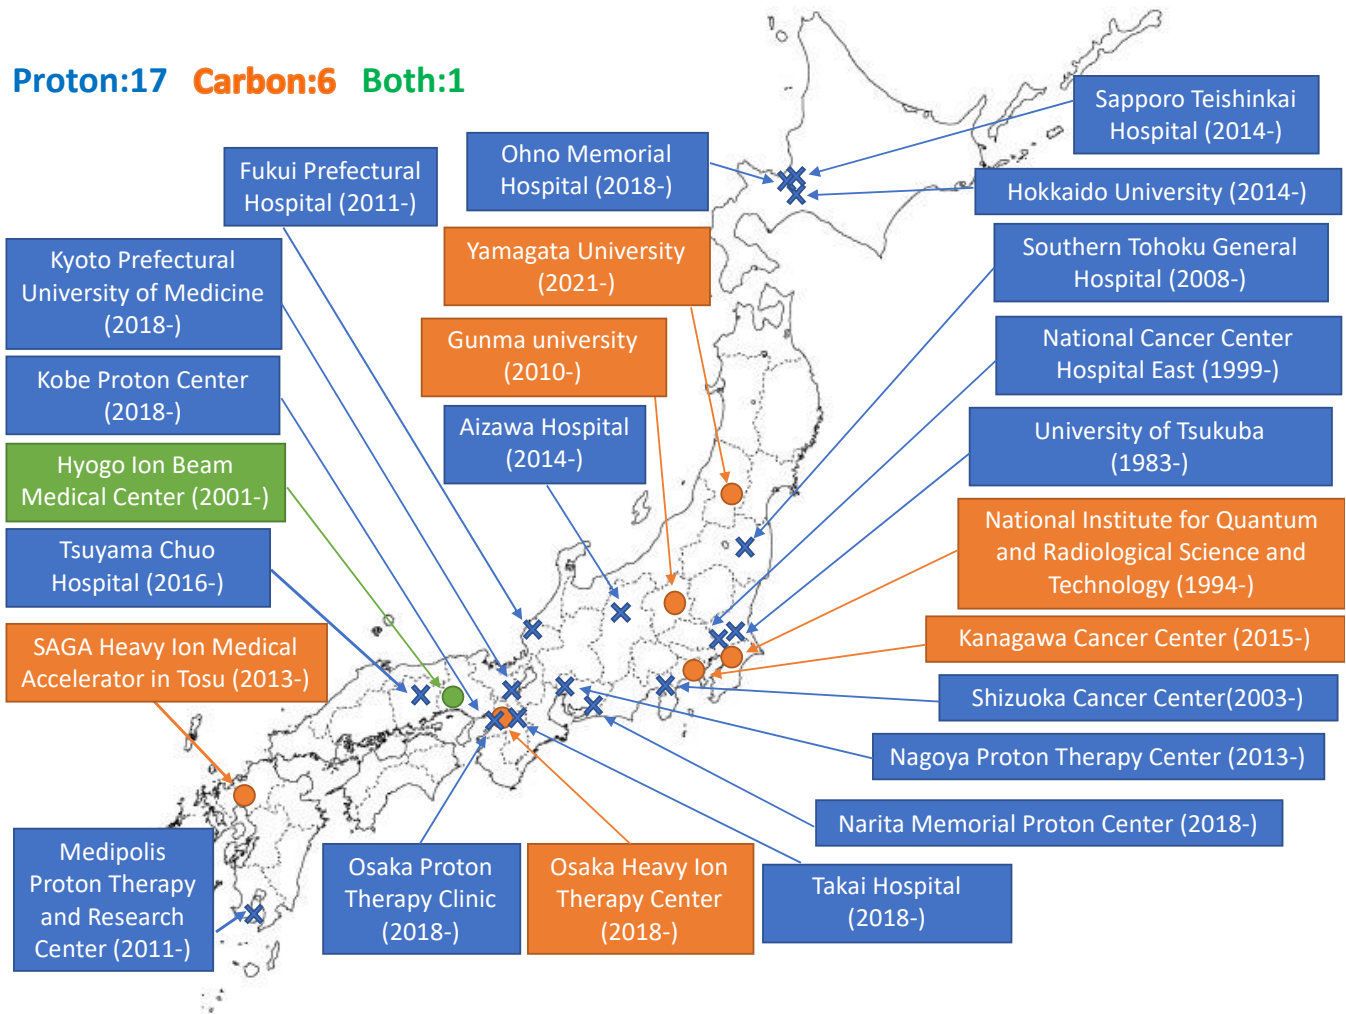 Proton:17 Carbon:6 Both:1
Sapporo Teishinkai
Hospital (2014-)
Ohno Memorial
Hospital (2018-)
Fukui Prefectural
Hospital (2011-)
Hokkaido University (2014-)
Yamagata University
(2021-)
Southern Tohoku General
Hospital (2008-)
Kyoto Prefectural
University of Medicine
(2018-)
Gunma university
(2010-)
National Cancer Center
Hospital East (1999-)
Kobe Proton Center
(2018-)
Aizawa Hospital
(2014-)
University of Tsukuba
(1983-)
Hyogo Ion Beam
Medical Center (2001-)
National Institute for Quantum
and Radiological Science and
Technology (1994-)
Tsuyama Chuo
Hospital (2016-)
Kanagawa Cancer Center (2015-)
SAGA Heavy Ion Medical
Accelerator in Tosu (2013-)
Shizuoka Cancer Center(2003-)
Nagoya Proton Therapy Center (2013-)
Narita Memorial Proton Center (2018-)
Medipolis
Proton Therapy
and Research
Center (2011-)
Osaka Proton
Therapy Clinic
(2018-)
Osaka Heavy Ion
Therapy Center
(2018-)
Takai Hospital
(2018-)